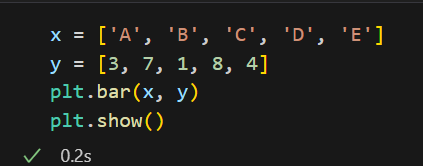 x = ['A', 'B', 'C', 'D', 'E']
y = [3, 7, 1, 8, 4]
plt.bar(x, y)
plt.show()
0.2s